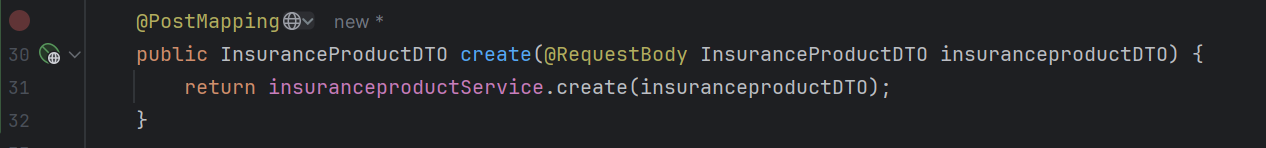 @PostMapping new *
30 public InsuranceProductDTO create(@RequestBody InsuranceProductDTO insuranceproductDTO) {
31 return insuranceproductService.create(insuranceproductDTO);
32 }